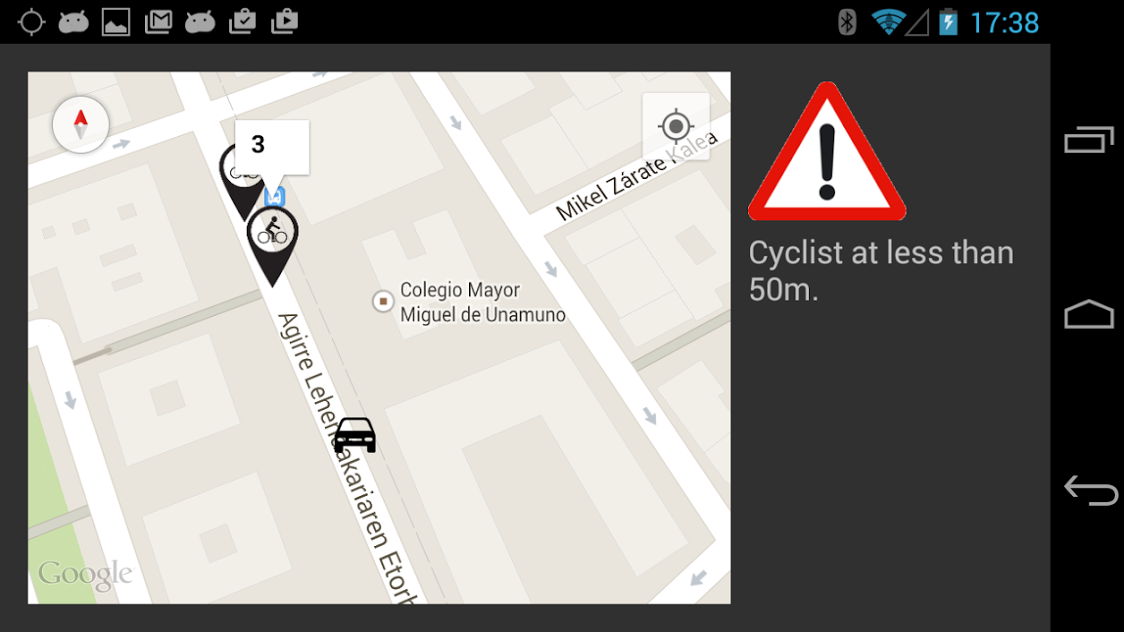 17:38
3
Mikel Zárate Kalea
Colegio Mayor
Miguel de Unamuno
Agirre Lehendakariaren Etorb
Google
Cyclist at less than
50m.